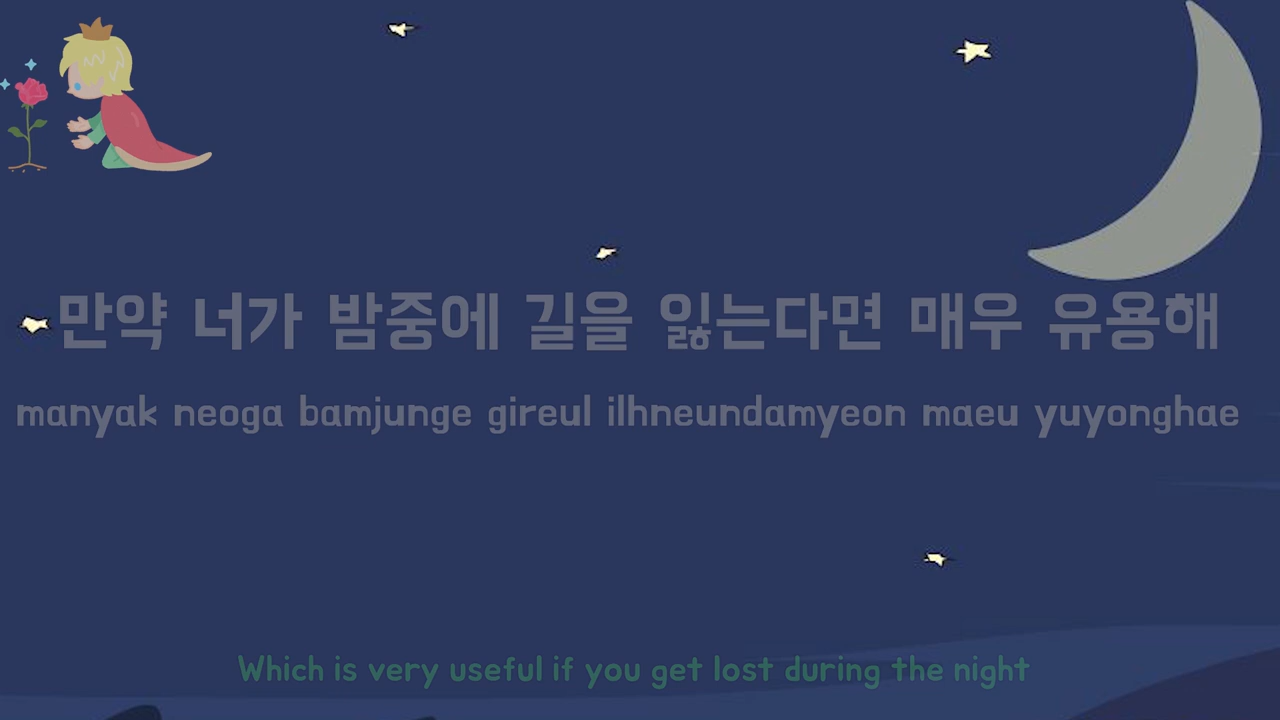 만약 너가 밤중에 길을 잃는다면 매우 유용해
manyak neoga bamjunge gireul ilhneundamyeon maeu yuyonghae
Which is very useful if you get lost during the night